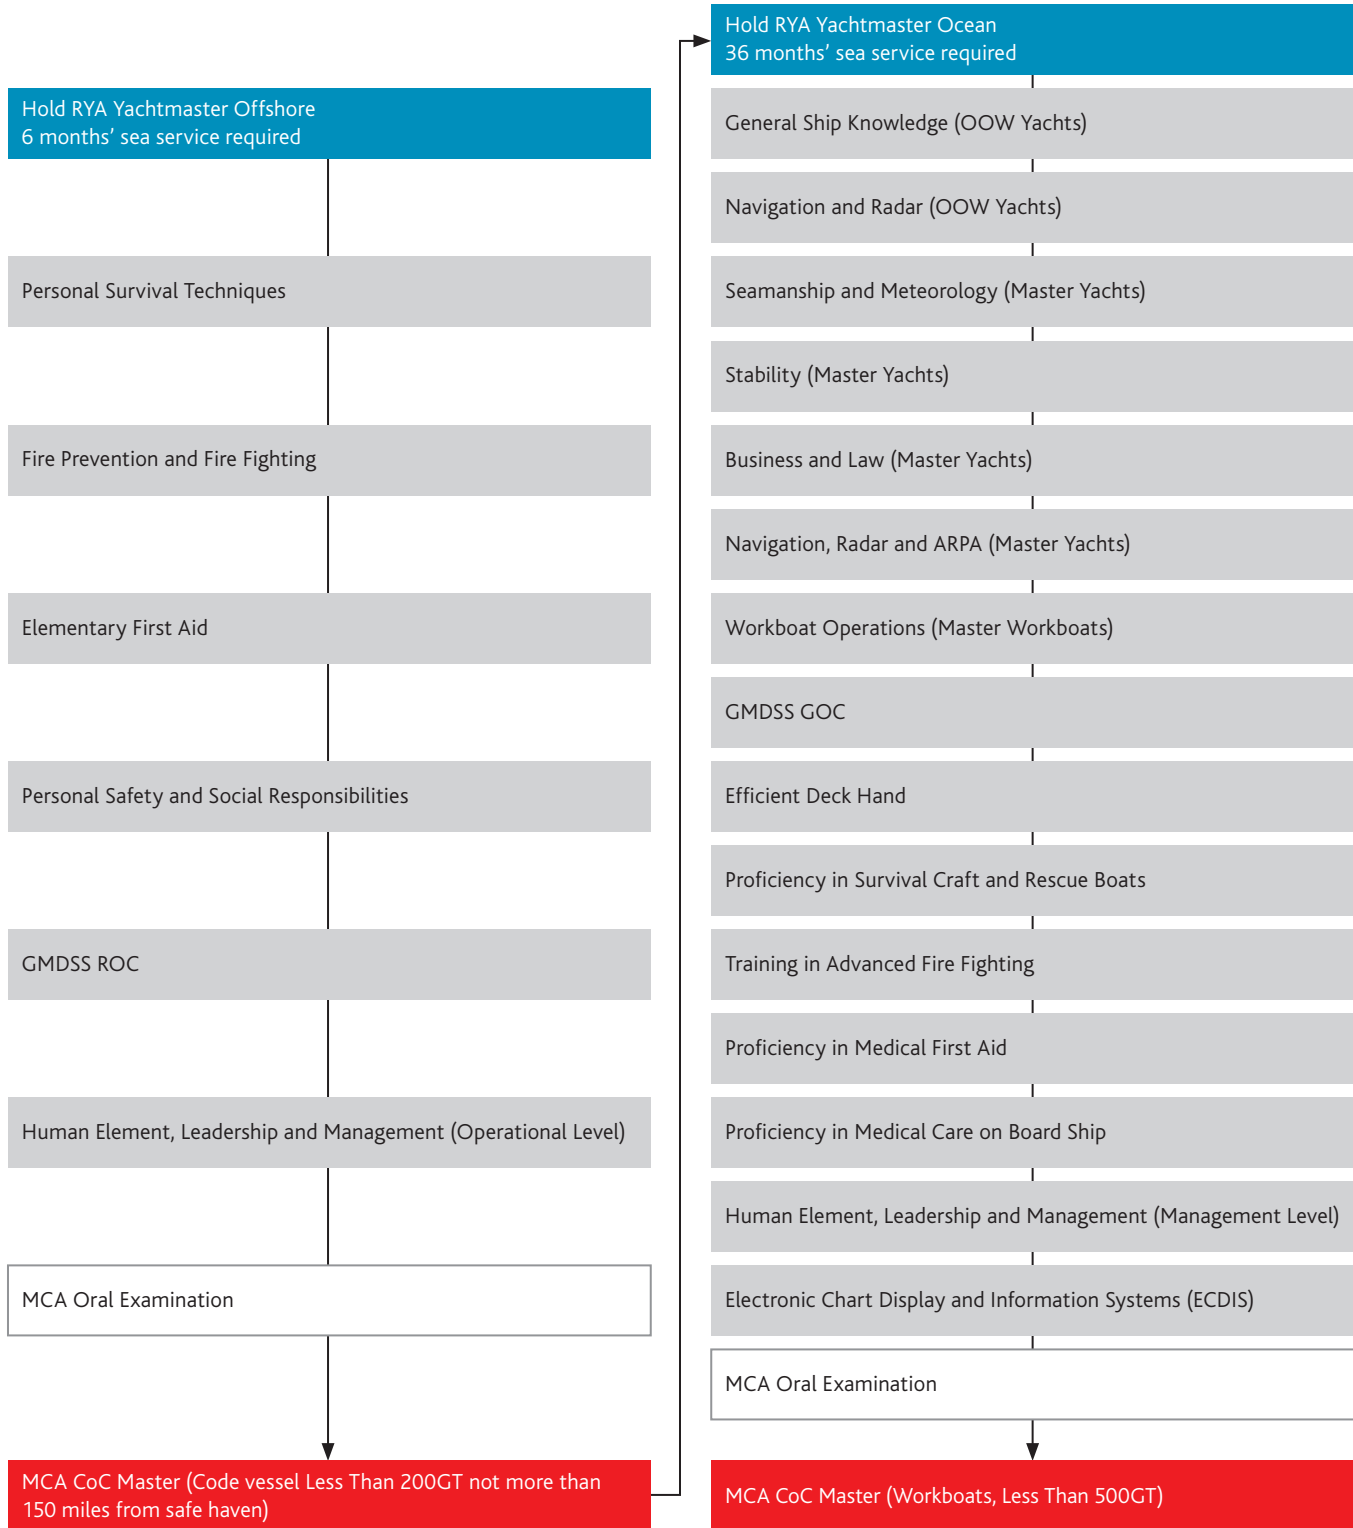 Hold RYA Yachtmaster Offshore
6 months’ sea service required
Personal Survival Techniques
Fire Prevention and Fire Fighting
Elementary First Aid
Personal Safety and Social Responsibilities
GMDSS ROC
Human Element, Leadership and Management (Operational Level)
MCA Oral Examination
MCA CoC Master (Code vessel Less Than 200GT not more than
150 miles from safe haven)
Hold RYA Yachtmaster Ocean
36 months’ sea service required
General Ship Knowledge (OOW Yachts)
Navigation and Radar (OOW Yachts)
Seamanship and Meteorology (Master Yachts)
Stability (Master Yachts)
Business and Law (Master Yachts)
Navigation, Radar and ARPA (Master Yachts)
Workboat Operations (Master Workboats)
GMDSS GOC
Efficient Deck Hand
Proficiency in Survival Craft and Rescue Boats
Training in Advanced Fire Fighting
Proficiency in Medical First Aid
Proficiency in Medical Care on Board Ship
Human Element, Leadership and Management (Management Level)
Electronic Chart Display and Information Systems (ECDIS)
MCA Oral Examination
MCA CoC Master (Workboats, Less Than 500GT)